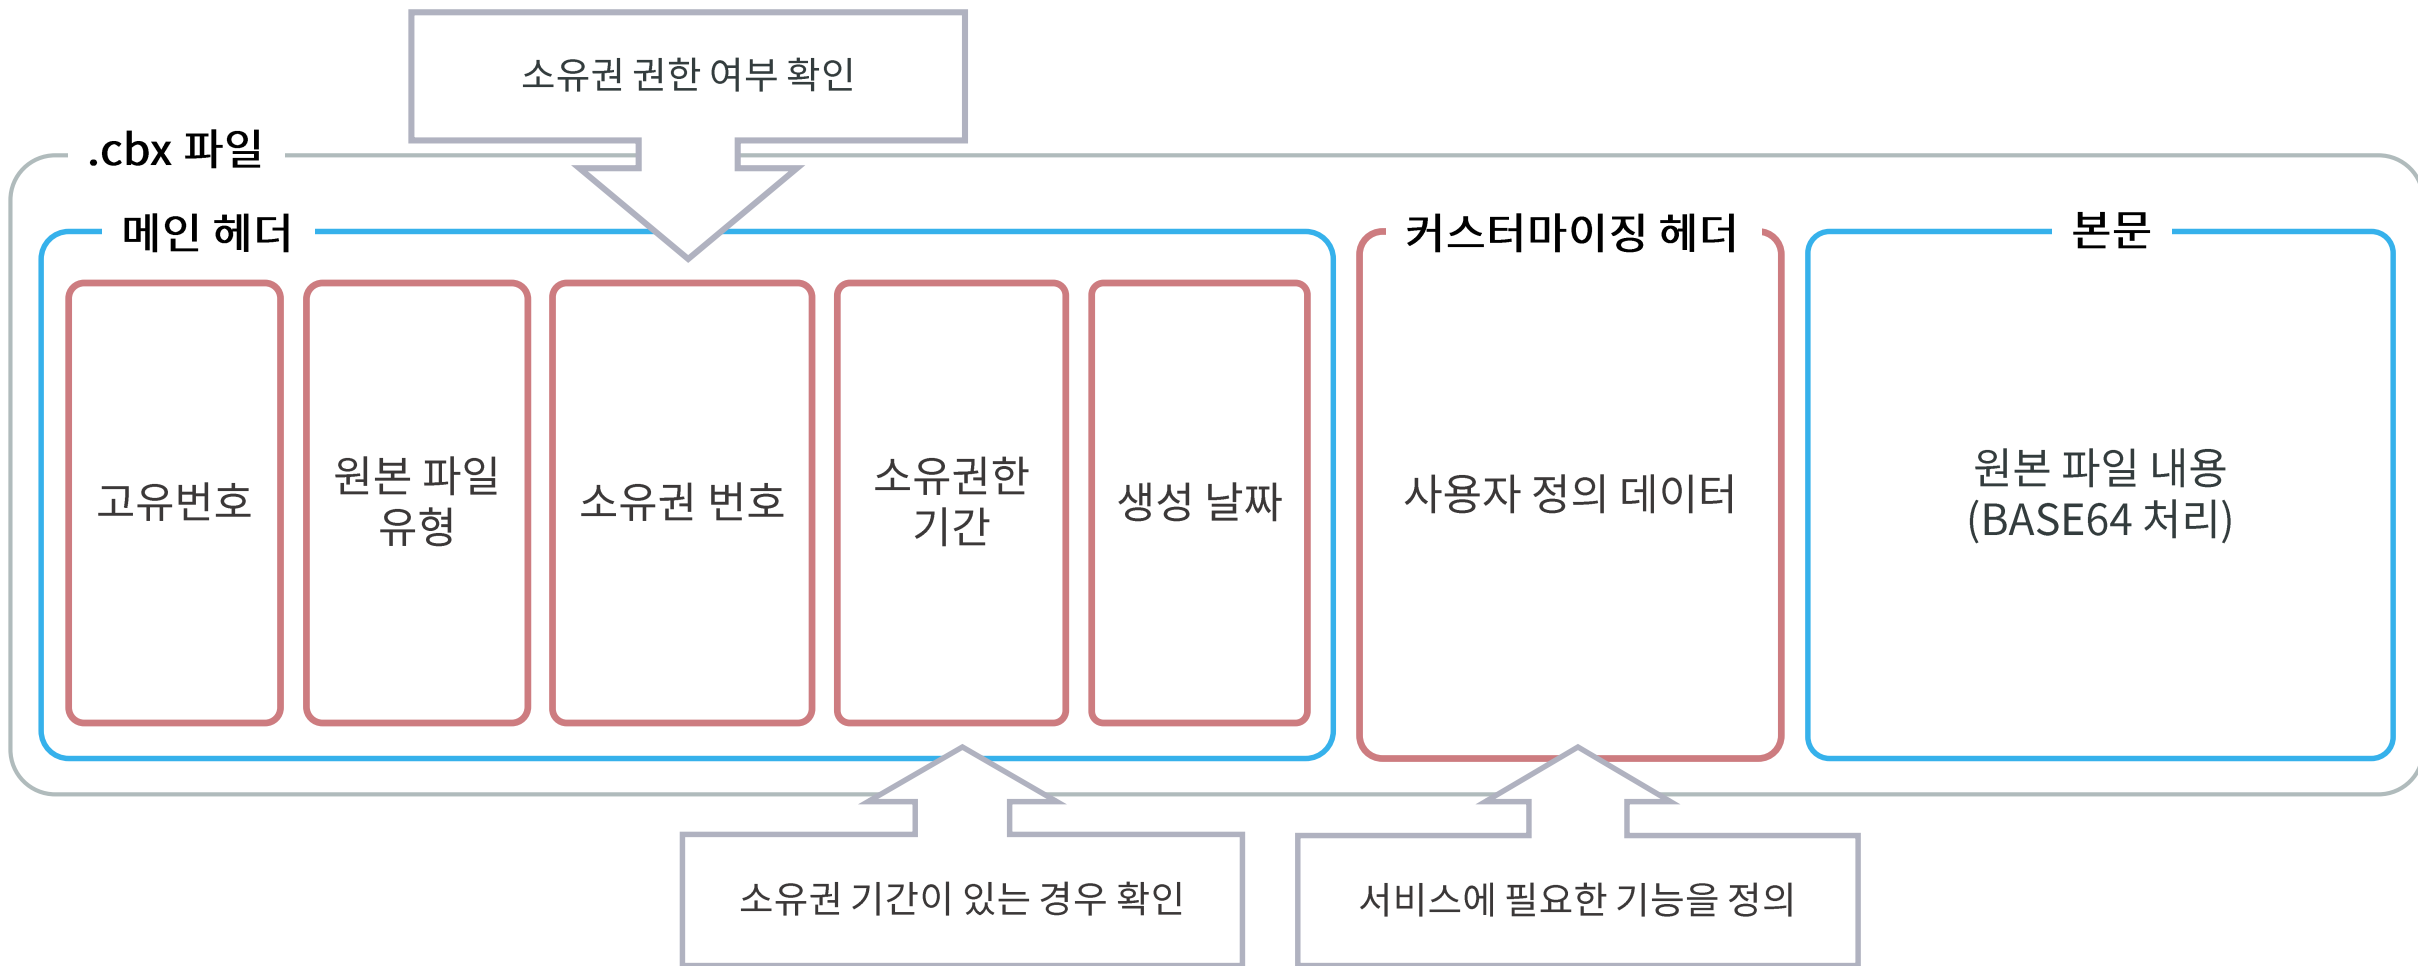 소유권 권한 여부 확인
.cbx 파일
메인 헤더
커스터마이징 헤더
본문
고유번호
원본 파일
유형
소유권 번호
소유권한
기간
생성 날짜
사용자 정의 데이터
원본 파일 내용
(BASE64 처리)
소유권 기간이 있는 경우 확인
서비스에 필요한 기능을 정의